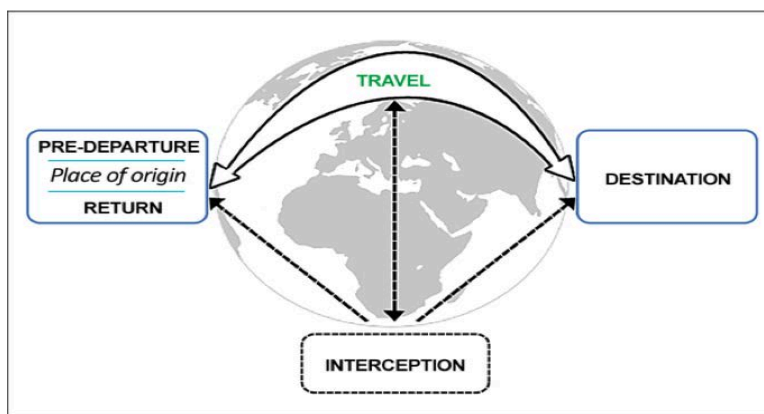 TRAVEL
PRE-DEPARTURE
Place of origin
RETURN
DESTINATION
INTERCEPTION